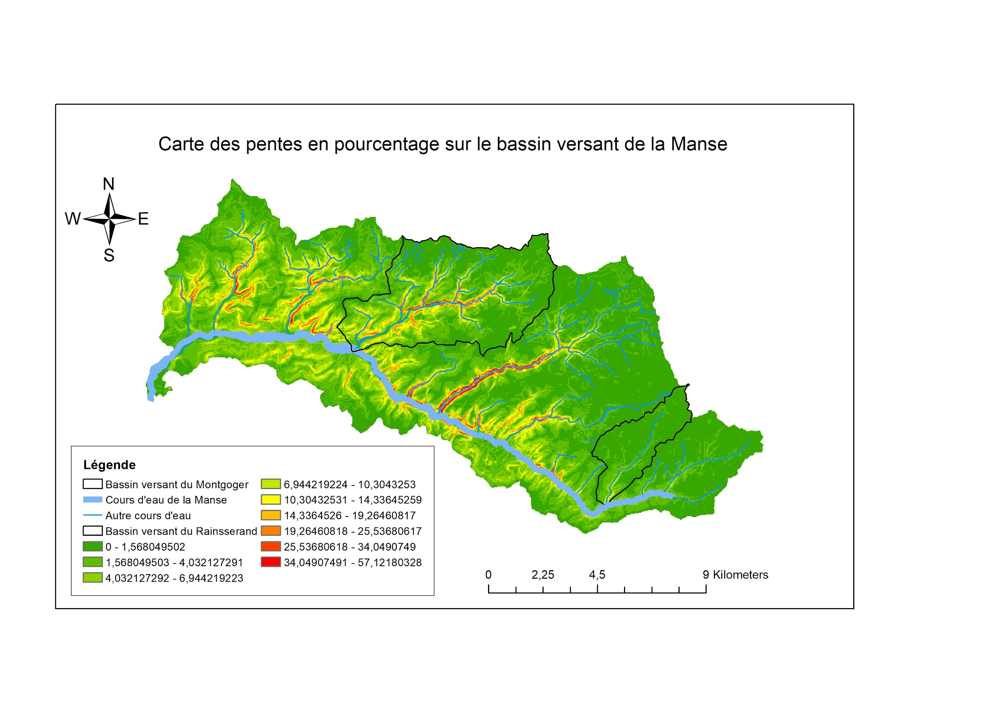 Carte des pentes en pourcentage sur le bassin versant de la Manse
N
W E
S
Légende
Bassin versant du Montgoger
Cours d'eau de la Manse
Autre cours d'eau
Bassin versant du Rainsserand
0 - 1,568049502
1,568049503 - 4,032127291
4,032127292 - 6,944219223
6,944219224 - 10,3043253
10,30432531 - 14,33645259
14,3364526 - 19,26460817
19,26460818 - 25,53680617
25,53680618 - 34,0490749
34,04907491 - 57,12180328
0 2,25 4,5 9 Kilometers